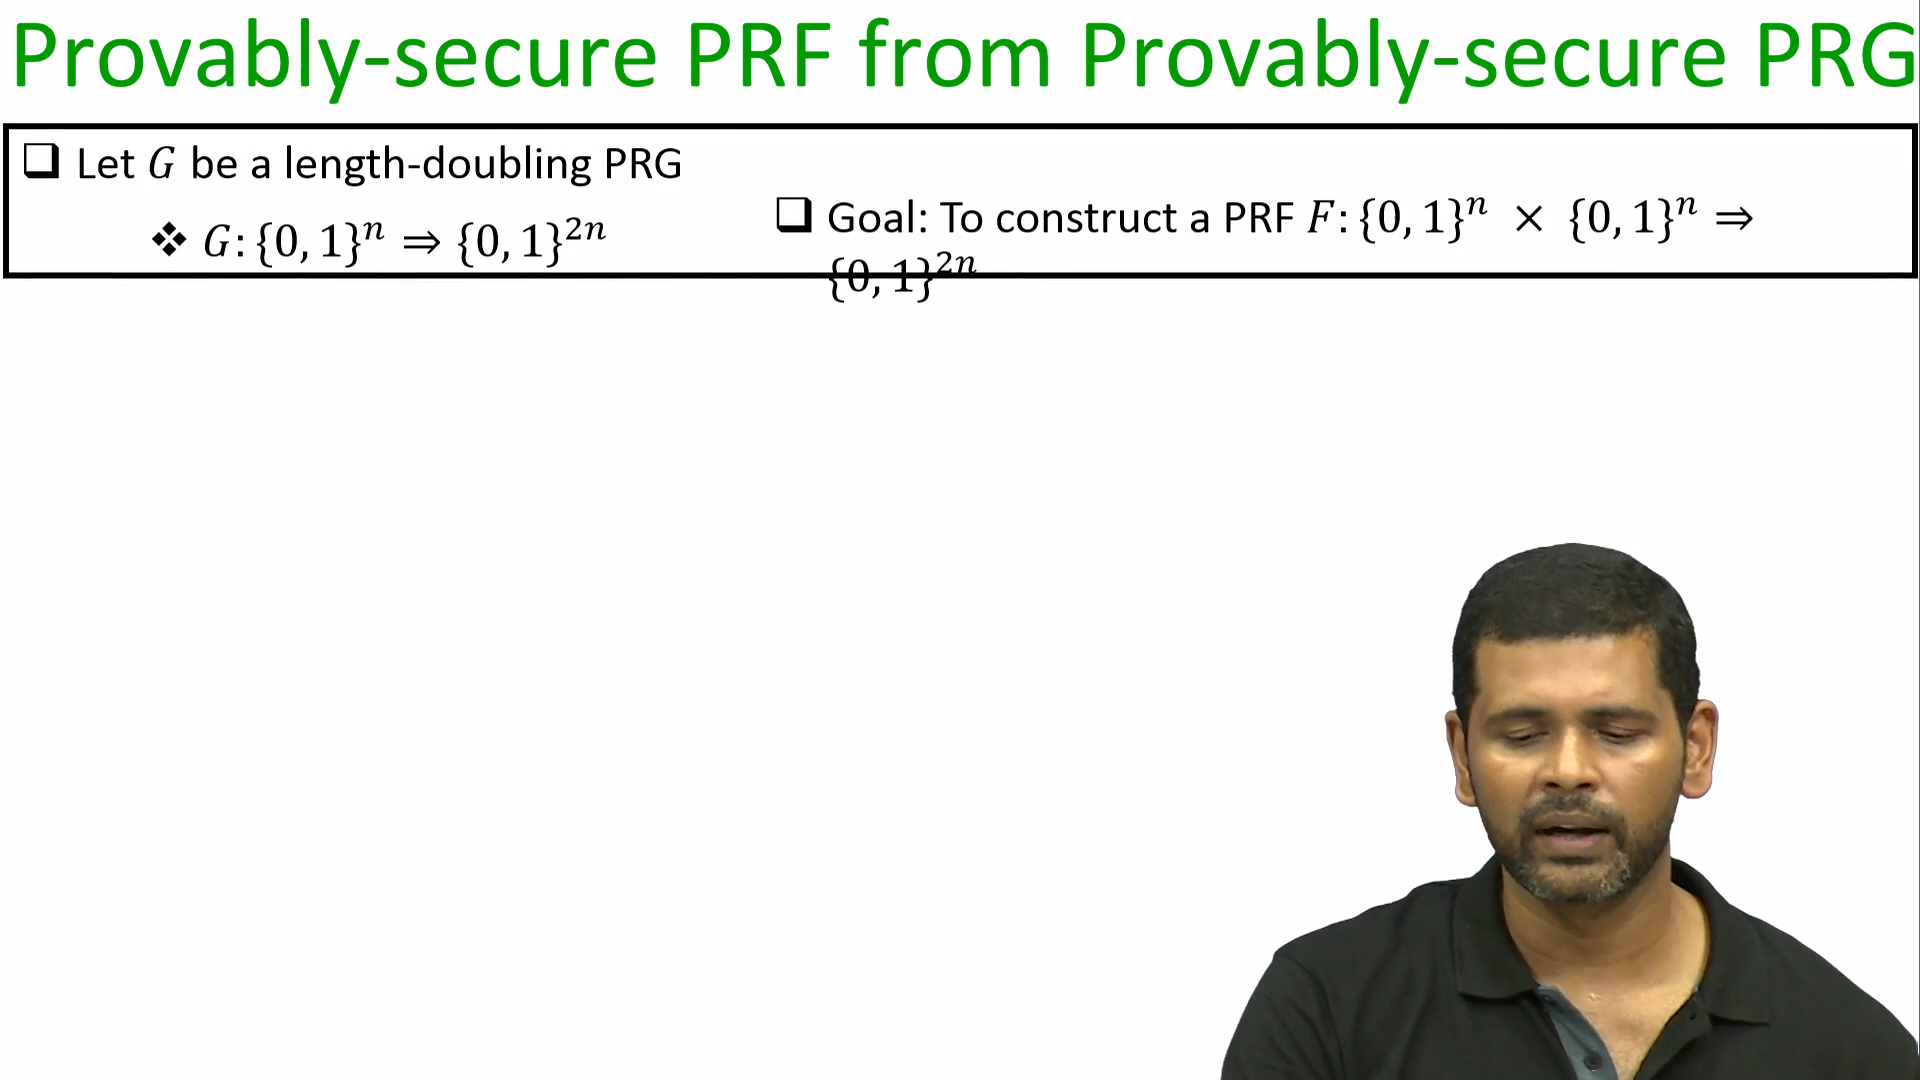 Provably-secure PRF from Provably-secure PRG
❑ Let 𝐺 be a length-doubling PRG
❖ 𝐺: {0, 1}ⁿ ⇒ {0, 1}²ⁿ
❑ Goal: To construct a PRF 𝐹: {0, 1}ⁿ × {0, 1}ⁿ ⇒
{0, 1}²ⁿ